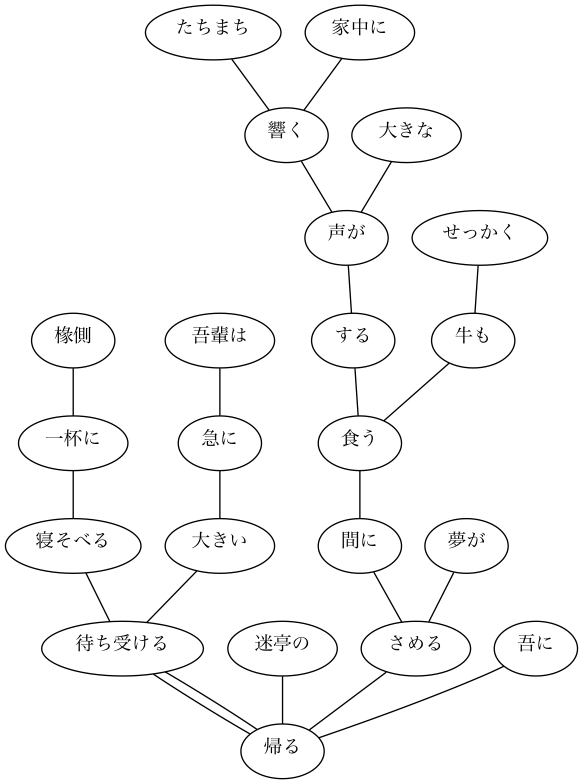 たちまち 家中に
響く 大きな
声が せっかく
椽側 吾輩は する 牛も
一杯に 急に 食う
寝そべる 大きい 間に 夢が
待ち受ける 迷亭の さめる 吾に
帰る